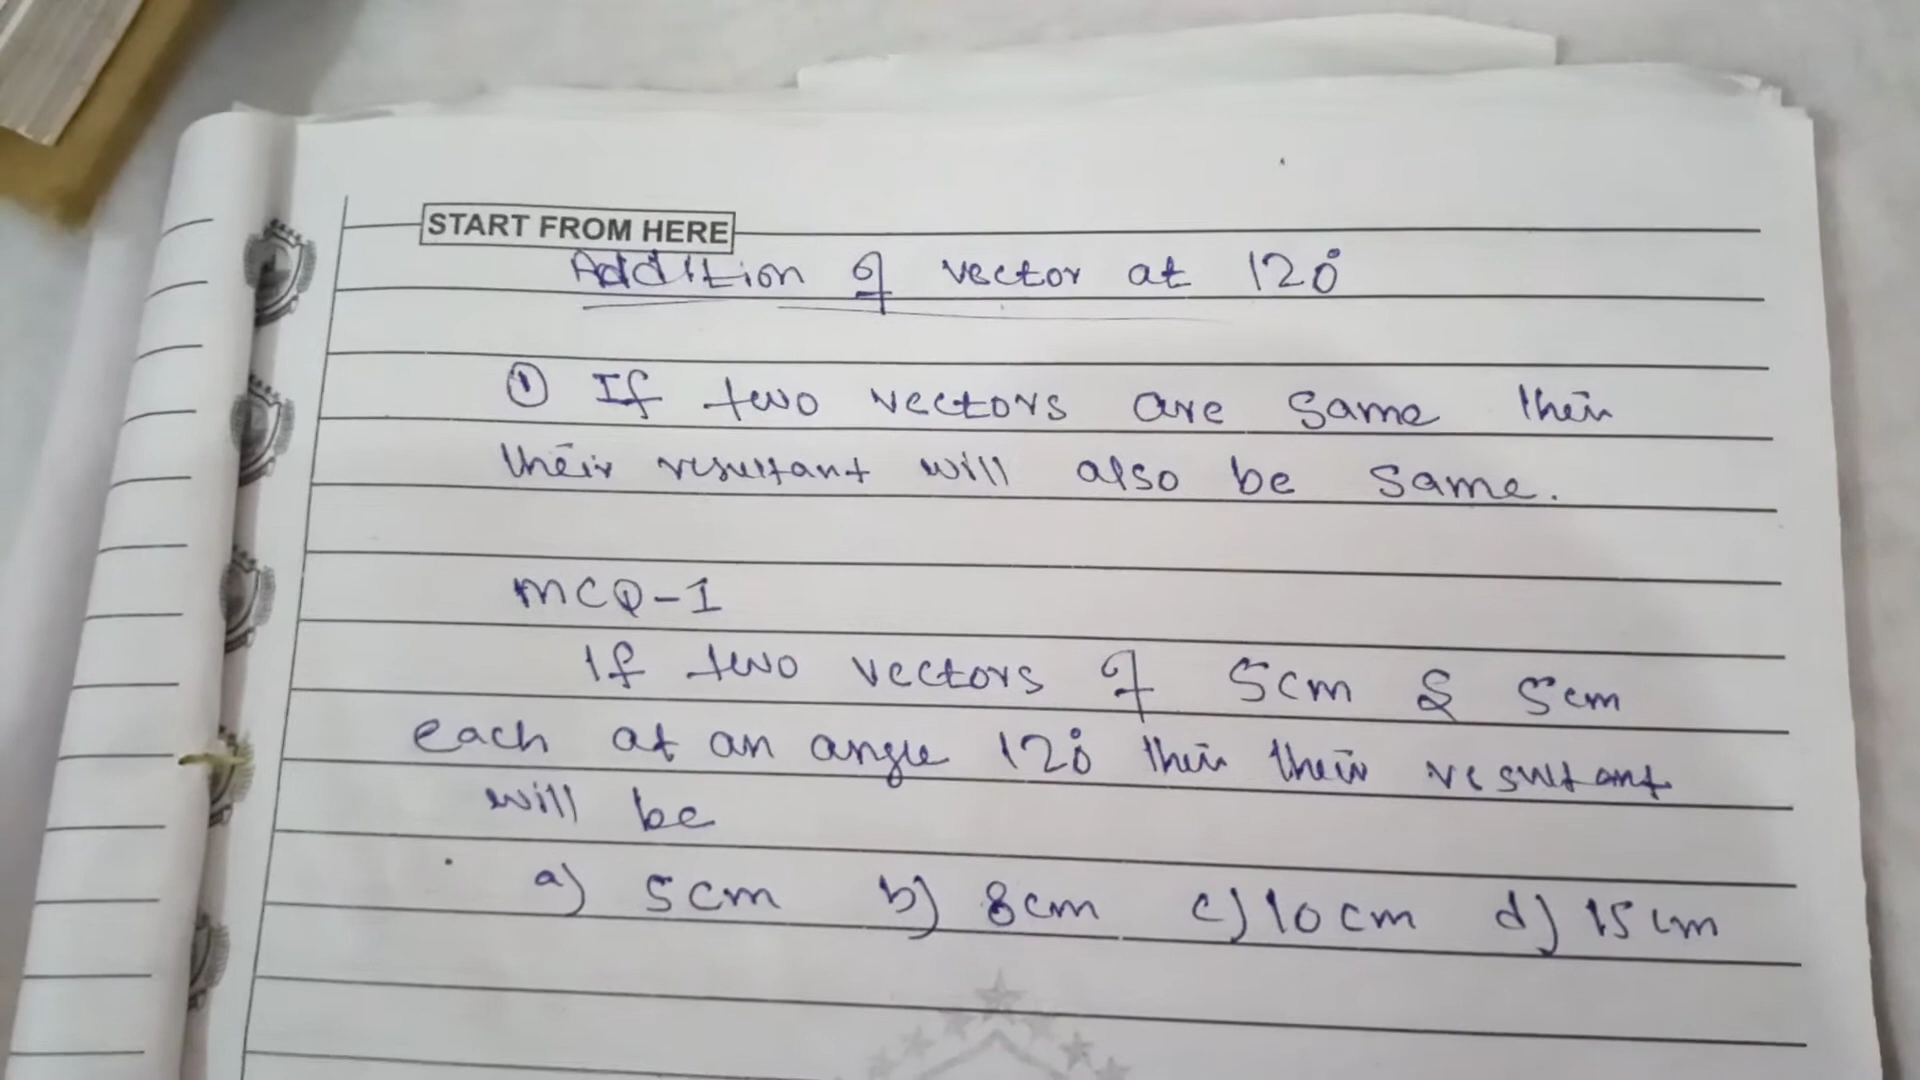 START FROM HERE
Addition of vector at 120°
① If two vectors are same then
their resultant will also be same.
MCQ-1
If two vectors of 5cm & 5cm
each at an angle 120° then their resultant
will be
a) 5cm b) 8cm c) 10cm d) 15cm